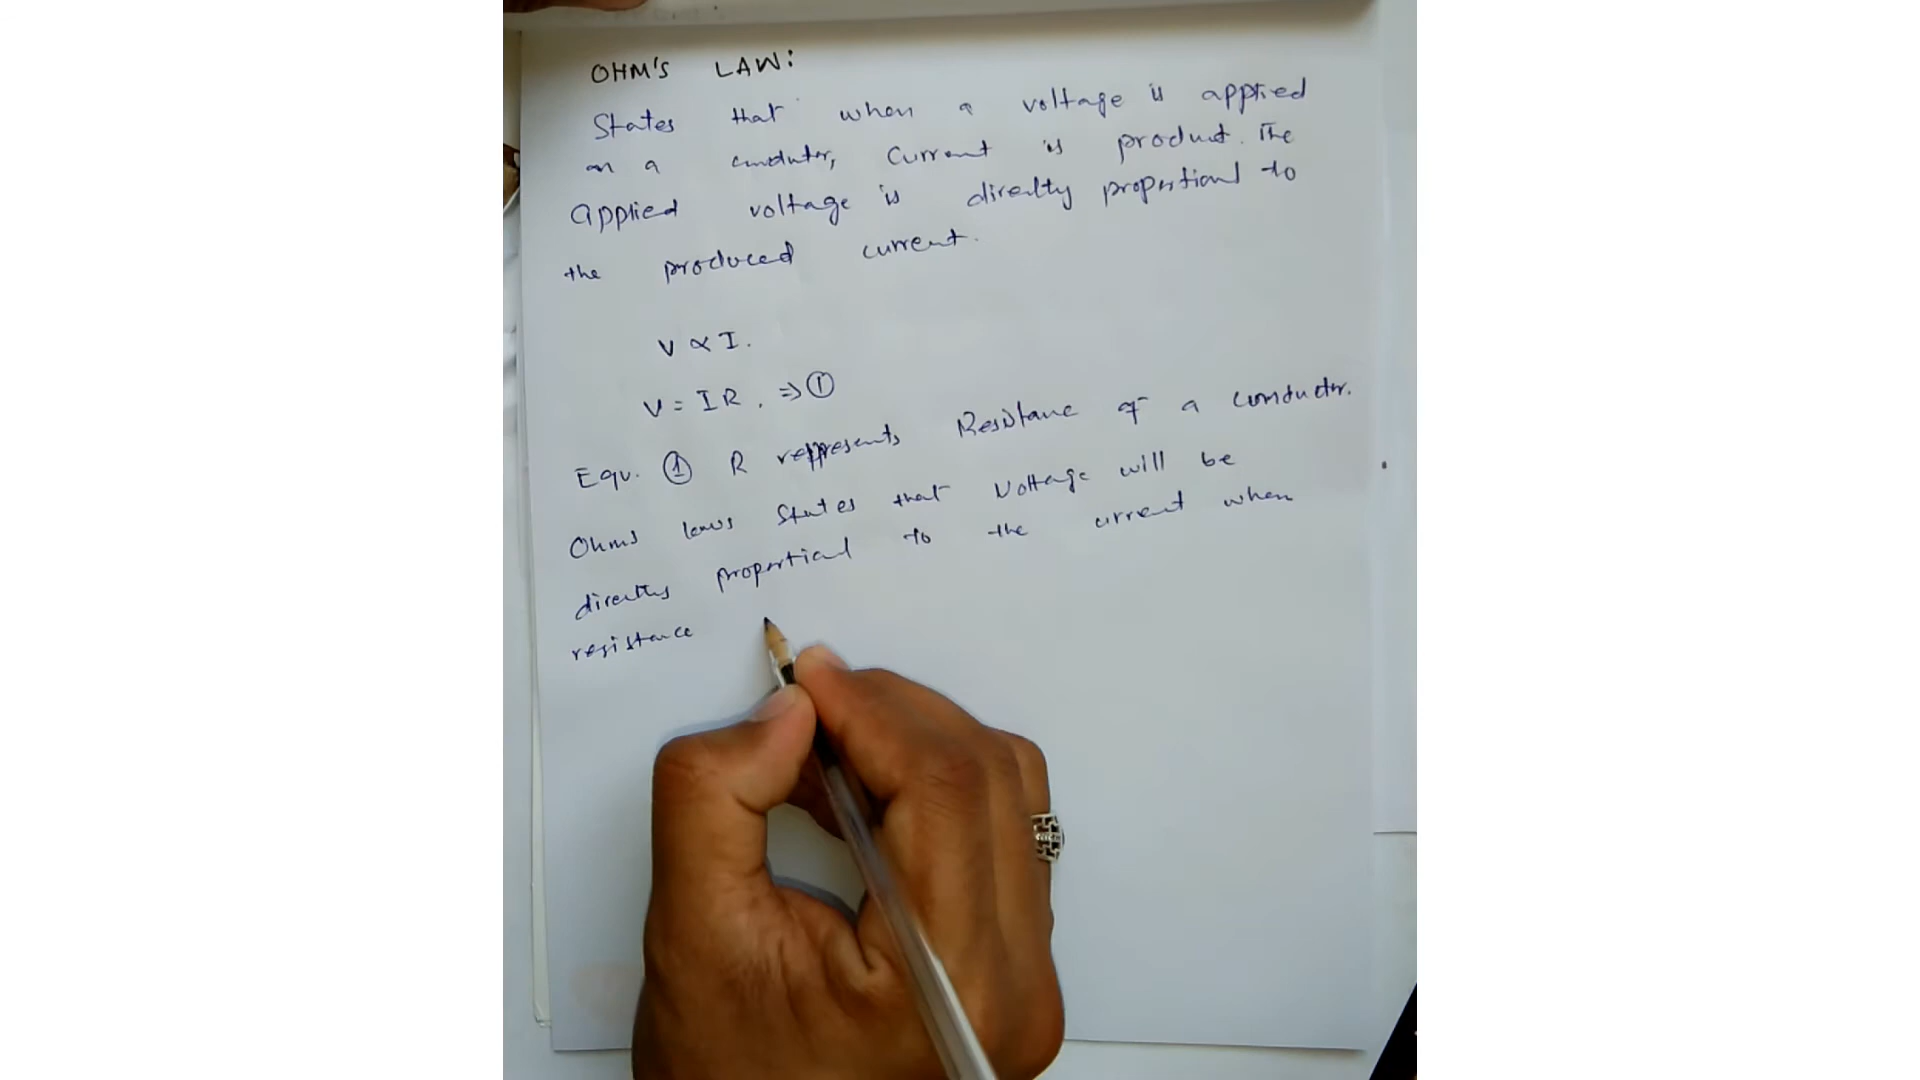 OHM'S LAW:
States that when a voltage is applied
on a conductor, current is product. The
applied voltage is directly proportional to
the produced current.
V ∝ I.
V = IR. ⇒ ①
Equ. ① R represents Resistance of a conductor.
Ohms laws States that Voltage will be
directly proportional to the current when
resistance